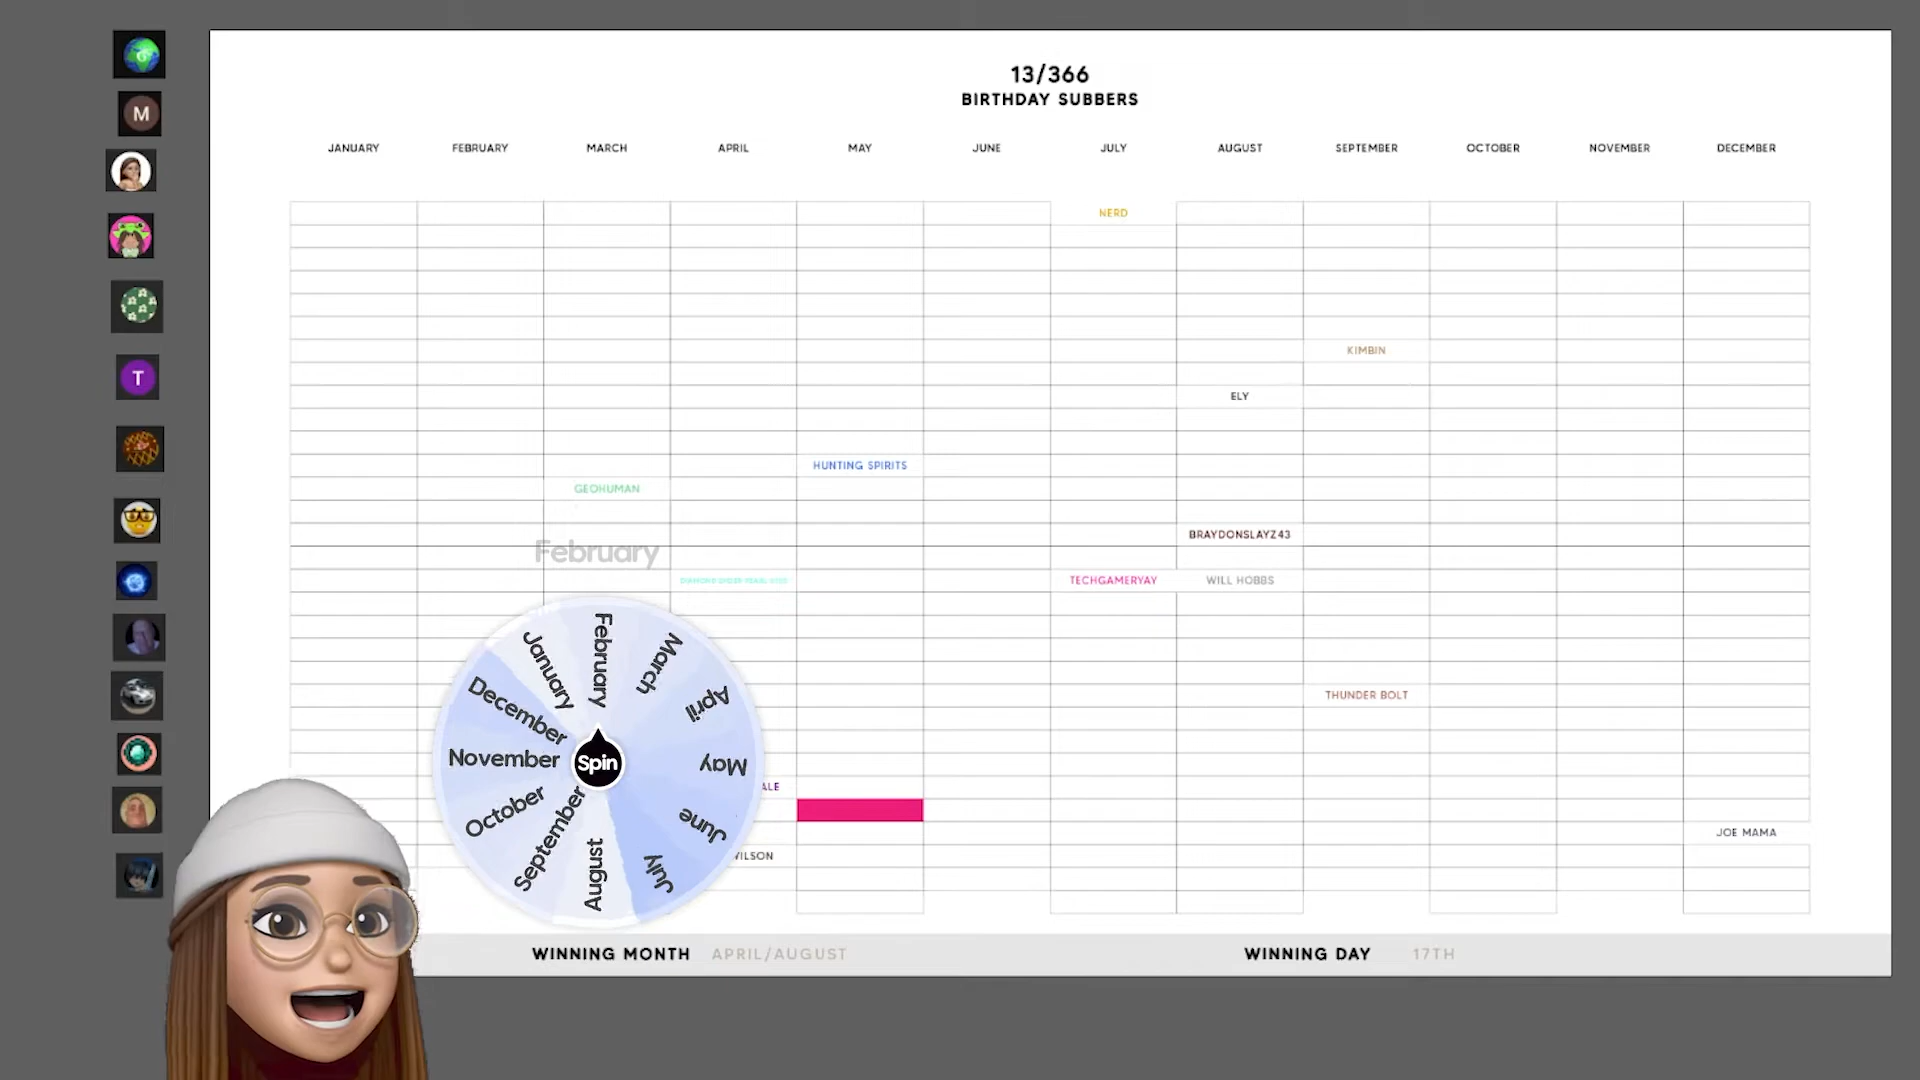 13/366
BIRTHDAY SUBBERS
JANUARY FEBRUARY MARCH APRIL MAY JUNE JULY AUGUST SEPTEMBER OCTOBER NOVEMBER DECEMBER
M
NERD
KIMBIN
T
ELY
HUNTING SPIRITS
GEOHUMAN
BRAYDONSLAYZ43
February
TECHGAMERYAY WILL HOBBS
January
February
March
April
May
June
July
August
September
October
November
December
Spin
THUNDER BOLT
ALE
JOE MAMA
WILSON
WINNING MONTH APRIL/AUGUST WINNING DAY 17TH